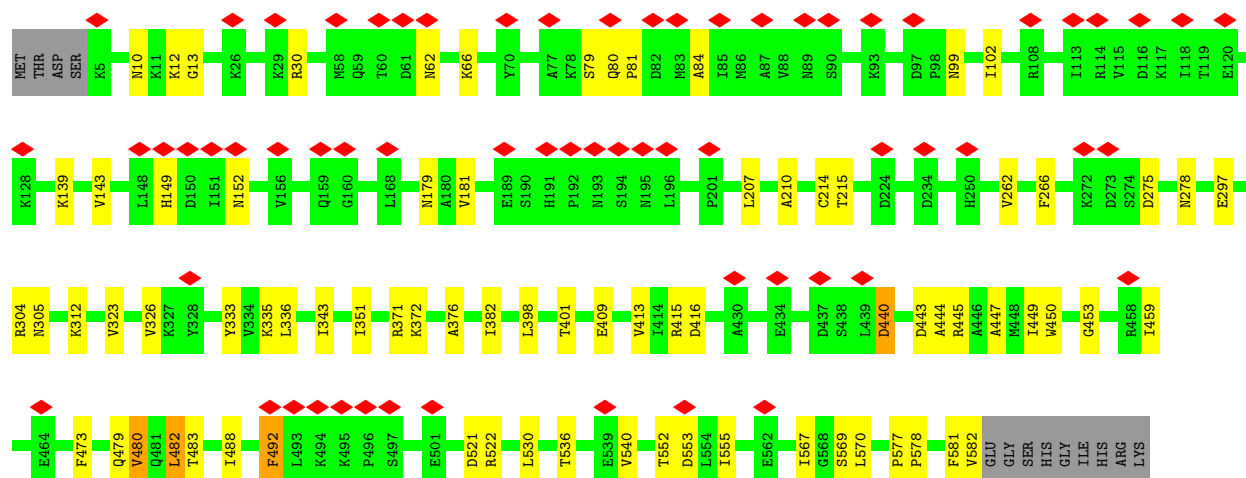 MET THR ASP SER K5 N10 K11 K12 G13 K26 K29 R30 M58 Q59 T60 D61 N62 K66 Y70 A77 K78 S79 Q80 P81 D82 M83 A84 I85 M86 A87 V88 N89 S90 K93 D97 P98 N99 I102 R108 I113 R114 V115 D116 K117 I118 T119 E120
K128 K139 V143 L148 H149 D150 I151 N152 V156 Q159 G160 L168 N179 A180 V181 E189 S190 H191 P192 N193 S194 N195 L196 P201 L207 A210 C214 T215 D224 D234 H250 V262 F266 K272 D273 S274 D275 N278 E297
R304 N305 K312 V323 V326 K327 Y328 Y333 V334 K335 L336 I343 I351 R371 K372 A376 I382 L398 T401 E409 V413 I414 R415 D416 A430 E434 D437 S438 L439 D440 D443 A444 R445 A446 A447 M448 I449 W450 G453 R458 I459
E464 F473 Q479 V480 Q481 L482 T483 I488 F492 L493 K494 K495 P496 S497 E501 D521 R522 L530 T536 E539 V540 T552 D553 L554 I555 E562 I567 G568 S569 L570 P577 P578 F581 V582 GLU GLY SER HIS GLY ILE HIS ARG LYS